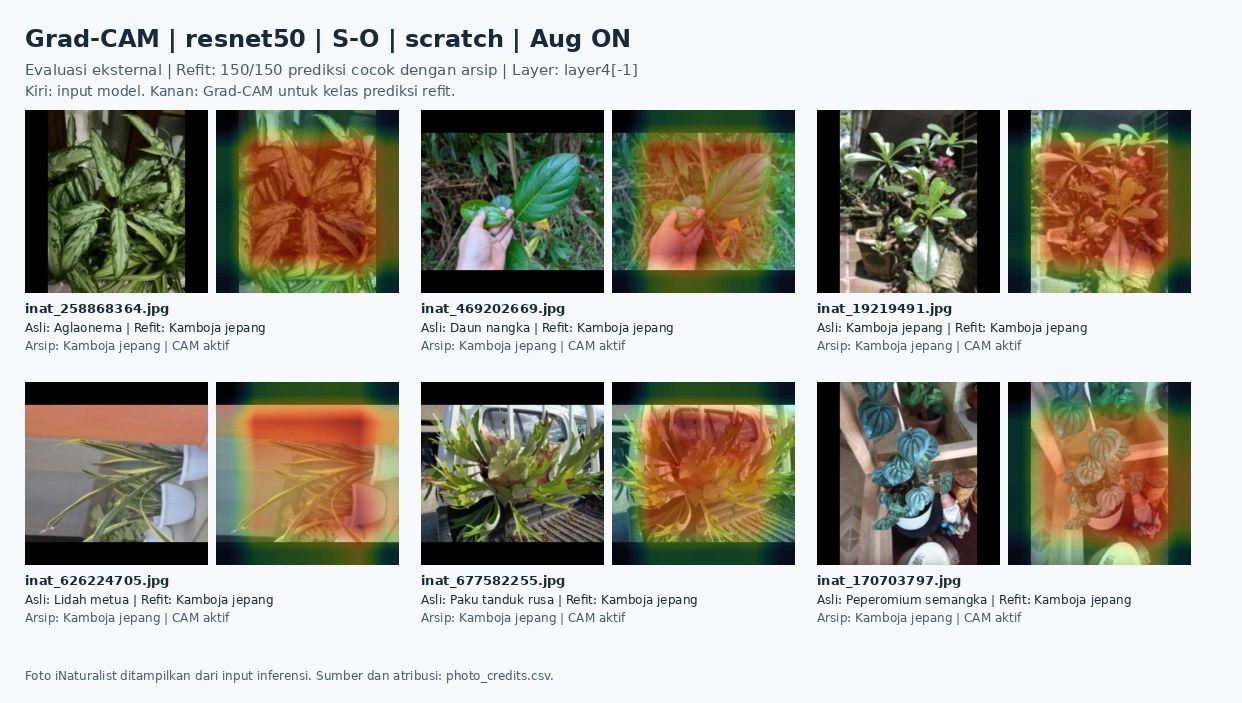 Grad-CAM | resnet50 | S-O | scratch | Aug ON
Evaluasi eksternal | Refit: 150/150 prediksi cocok dengan arsip | Layer: layer4[-1]
Kiri: input model. Kanan: Grad-CAM untuk kelas prediksi refit.
inat_258868364.jpg
Asli: Aglaonema | Refit: Kamboja jepang
Arsip: Kamboja jepang | CAM aktif
inat_469202669.jpg
Asli: Daun nangka | Refit: Kamboja jepang
Arsip: Kamboja jepang | CAM aktif
inat_19219491.jpg
Asli: Kamboja jepang | Refit: Kamboja jepang
Arsip: Kamboja jepang | CAM aktif
inat_626224705.jpg
Asli: Lidah metua | Refit: Kamboja jepang
Arsip: Kamboja jepang | CAM aktif
inat_677582255.jpg
Asli: Paku tanduk rusa | Refit: Kamboja jepang
Arsip: Kamboja jepang | CAM aktif
inat_170703797.jpg
Asli: Peperomium semangka | Refit: Kamboja jepang
Arsip: Kamboja jepang | CAM aktif
Foto iNaturalist ditampilkan dari input inferensi. Sumber dan atribusi: photo_credits.csv.